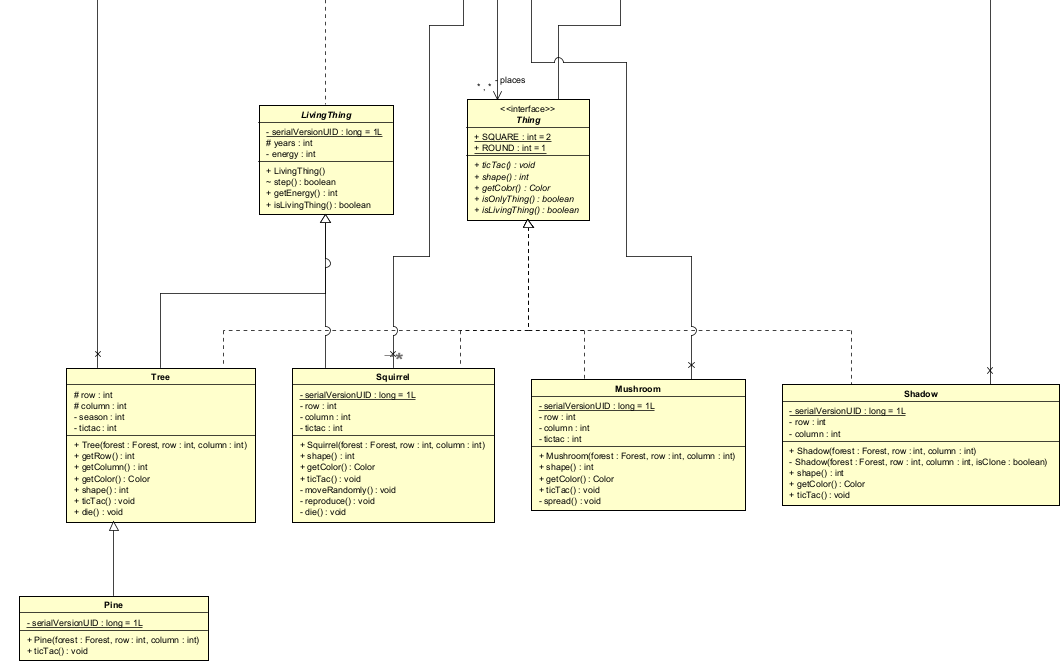 *..* - places
LivingThing
- serialVersionUID : long = 1L
# years : int
- energy : int
+ LivingThing()
~ step() : boolean
+ getEnergy() : int
+ isLivingThing() : boolean
<<interface>>
Thing
+ SQUARE : int = 2
+ ROUND : int = 1
+ ticTac() : void
+ shape() : int
+ getColor() : Color
+ isOnlyThing() : boolean
+ isLivingThing() : boolean
Tree
# row : int
# column : int
- season : int
- tictac : int
+ Tree(forest : Forest, row : int, column : int)
+ getRow() : int
+ getColumn() : int
+ getColor() : Color
+ shape() : int
+ ticTac() : void
+ die() : void
Squirrel
- serialVersionUID : long = 1L
- row : int
- column : int
- tictac : int
+ Squirrel(forest : Forest, row : int, column : int)
+ shape() : int
+ getColor() : Color
+ ticTac() : void
- moveRandomly() : void
- reproduce() : void
- die() : void
Mushroom
- serialVersionUID : long = 1L
- row : int
- column : int
- tictac : int
+ Mushroom(forest : Forest, row : int, column : int)
+ shape() : int
+ getColor() : Color
+ ticTac() : void
- spread() : void
Shadow
- serialVersionUID : long = 1L
- row : int
- column : int
+ Shadow(forest : Forest, row : int, column : int)
- Shadow(forest : Forest, row : int, column : int, isClone : boolean)
+ shape() : int
+ getColor() : Color
+ ticTac() : void
Pine
- serialVersionUID : long = 1L
+ Pine(forest : Forest, row : int, column : int)
+ ticTac() : void